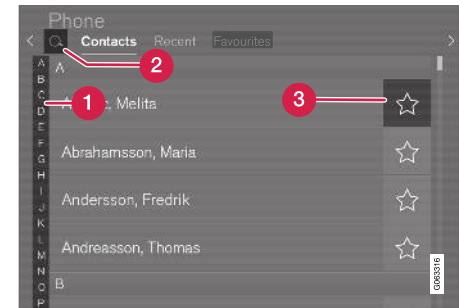 Phone
Contacts Recent Favourites
2
A
A
B
C
D
E
F
G
H
I
J
K
L
M
N
O
P
1
Melita
3
Abrahamsson, Maria
Andersson, Fredrik
Andreasson, Thomas
B
G063316